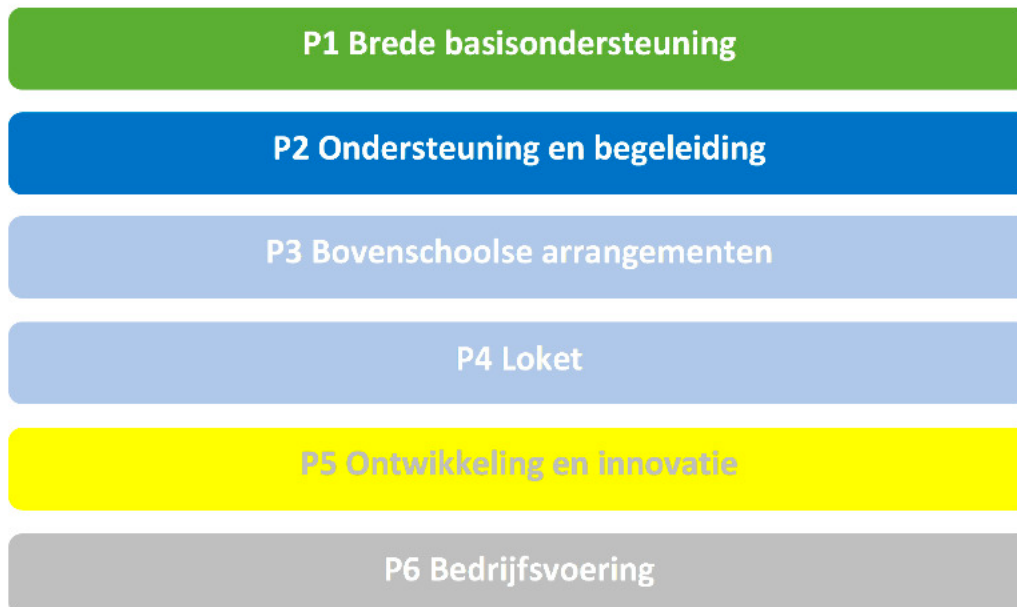 P1 Brede basisondersteuning
P2 Ondersteuning en begeleiding
P3 Bovenschoolse arrangementen
P4 Loket
P5 Ontwikkeling en innovatie
P6 Bedrijfsvoering